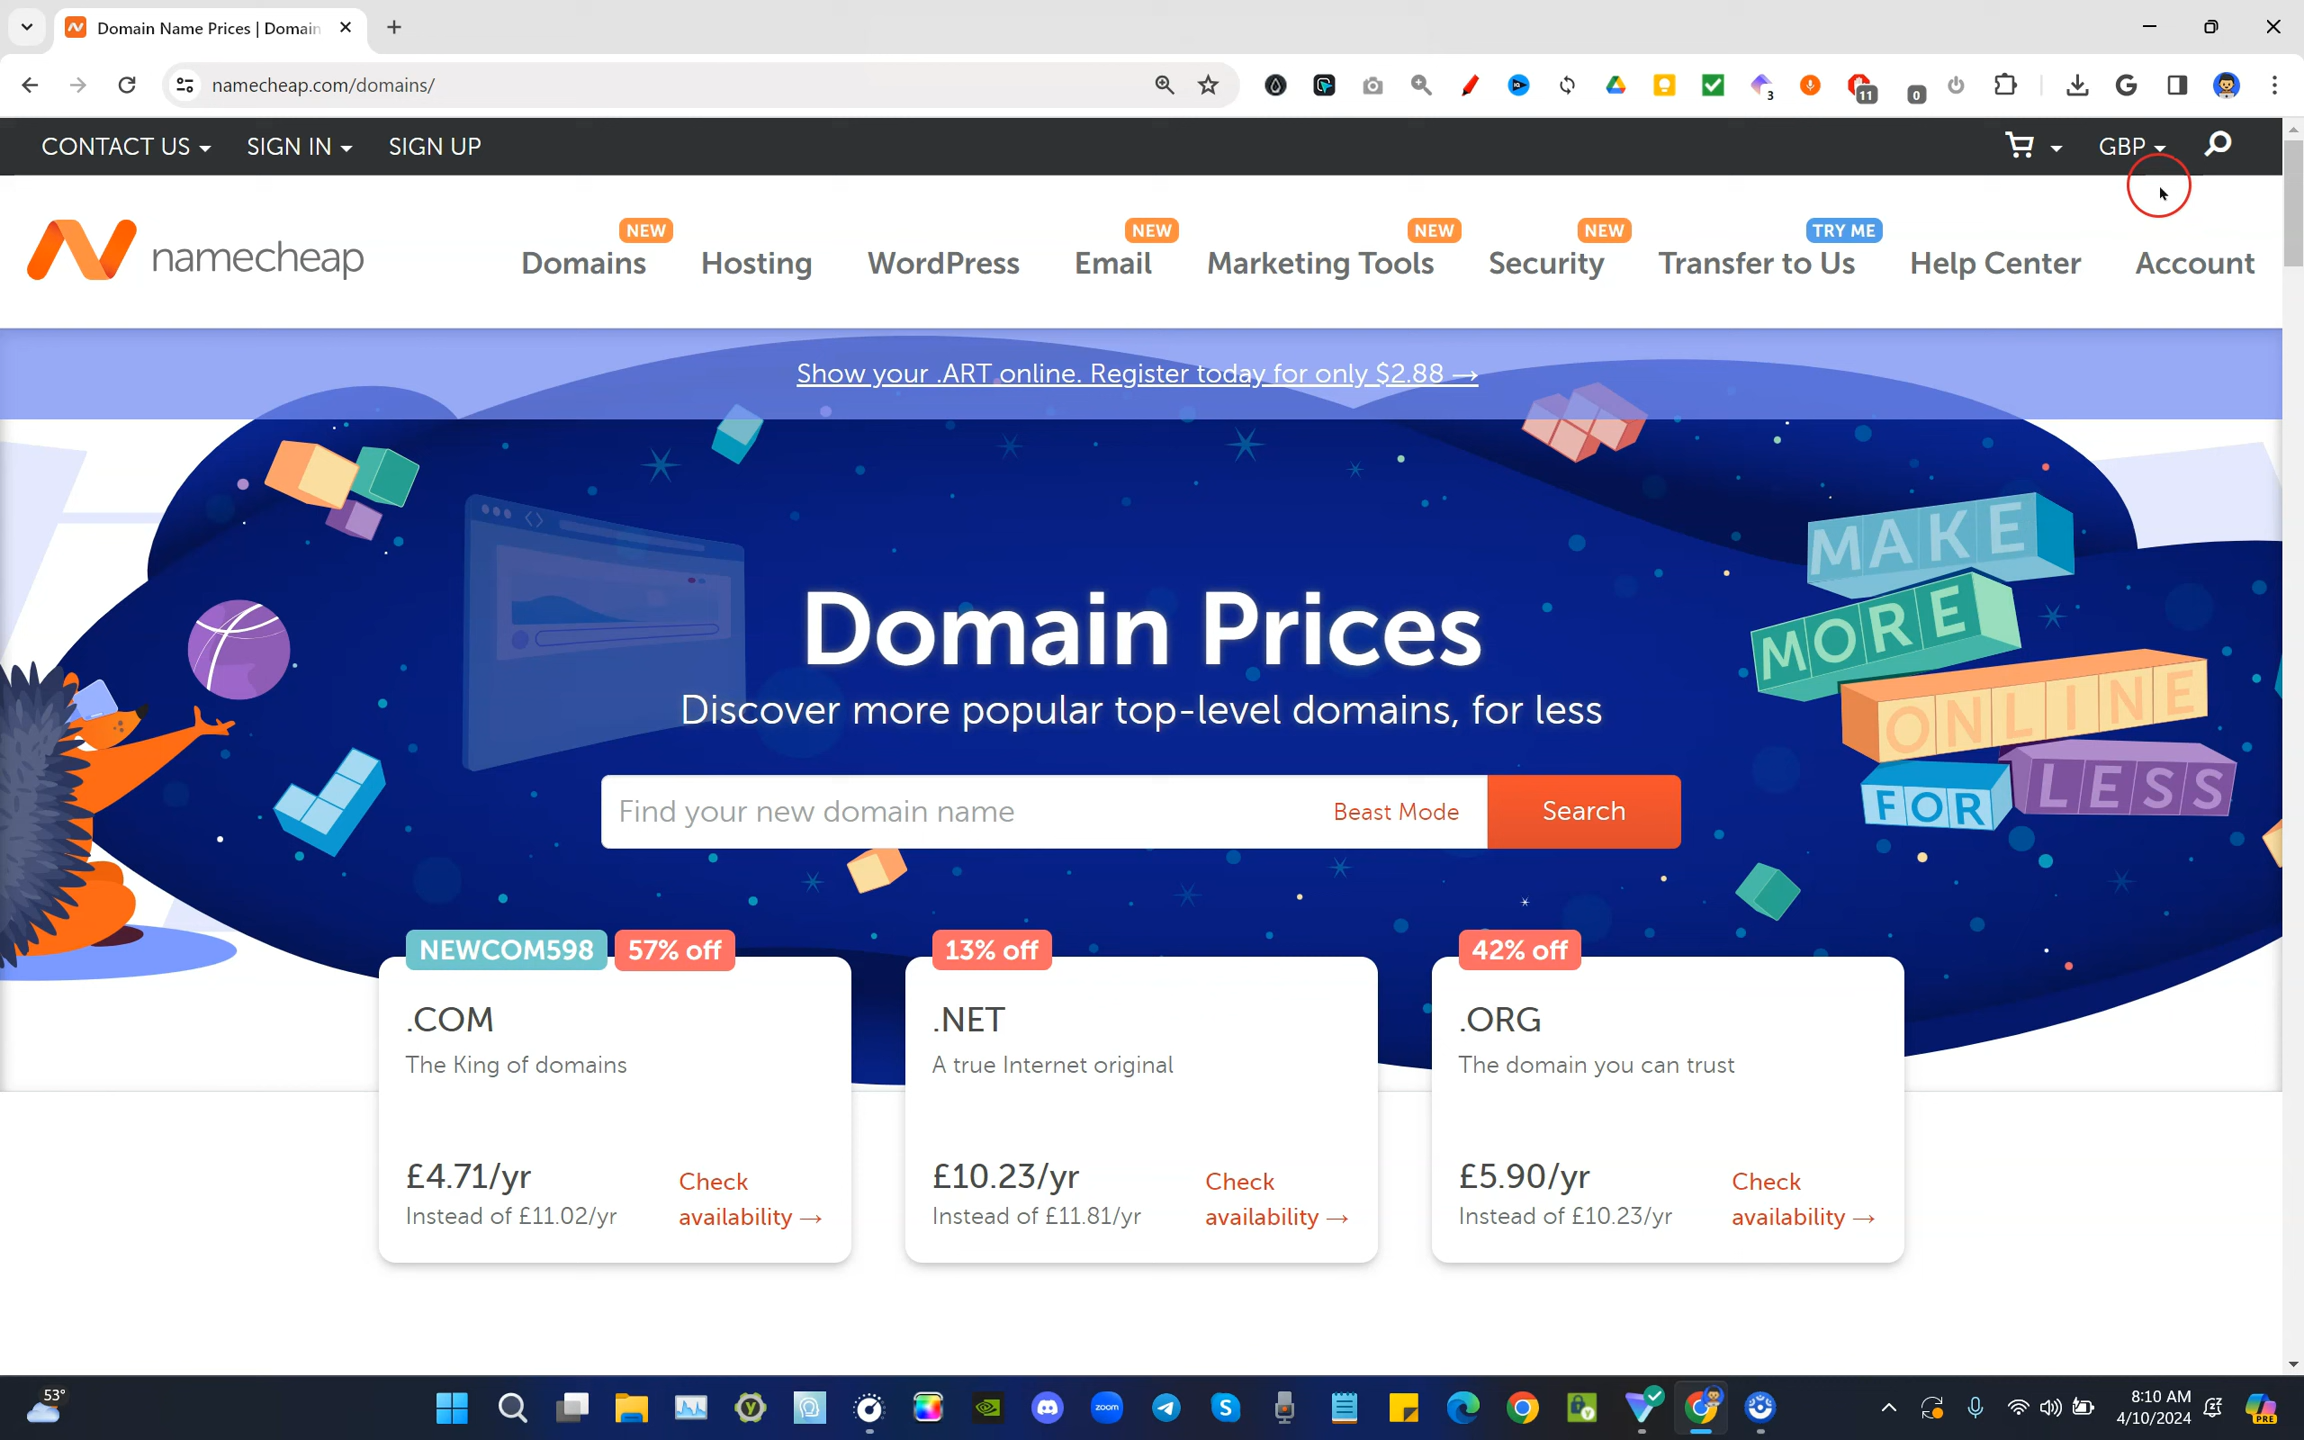 Domain Name Prices | Domain
namecheap.com/domains/
3
11
0
CONTACT US
SIGN IN
SIGN UP
GBP
namecheap
Domains
NEW
Hosting
WordPress
Email
NEW
Marketing Tools
NEW
Security
NEW
Transfer to Us
TRY ME
Help Center
Account
Show your .ART online. Register today for only $2.88 →
MAKE
MORE
ONLINE
FOR LESS
Domain Prices
Discover more popular top-level domains, for less
Find your new domain name
Beast Mode
Search
NEWCOM598
57% off
.COM
The King of domains
£4.71/yr
Instead of £11.02/yr
Check
availability →
13% off
.NET
A true Internet original
£10.23/yr
Instead of £11.81/yr
Check
availability →
42% off
.ORG
The domain you can trust
£5.90/yr
Instead of £10.23/yr
Check
availability →
53°
zoom
8:10 AM
4/10/2024
PRE